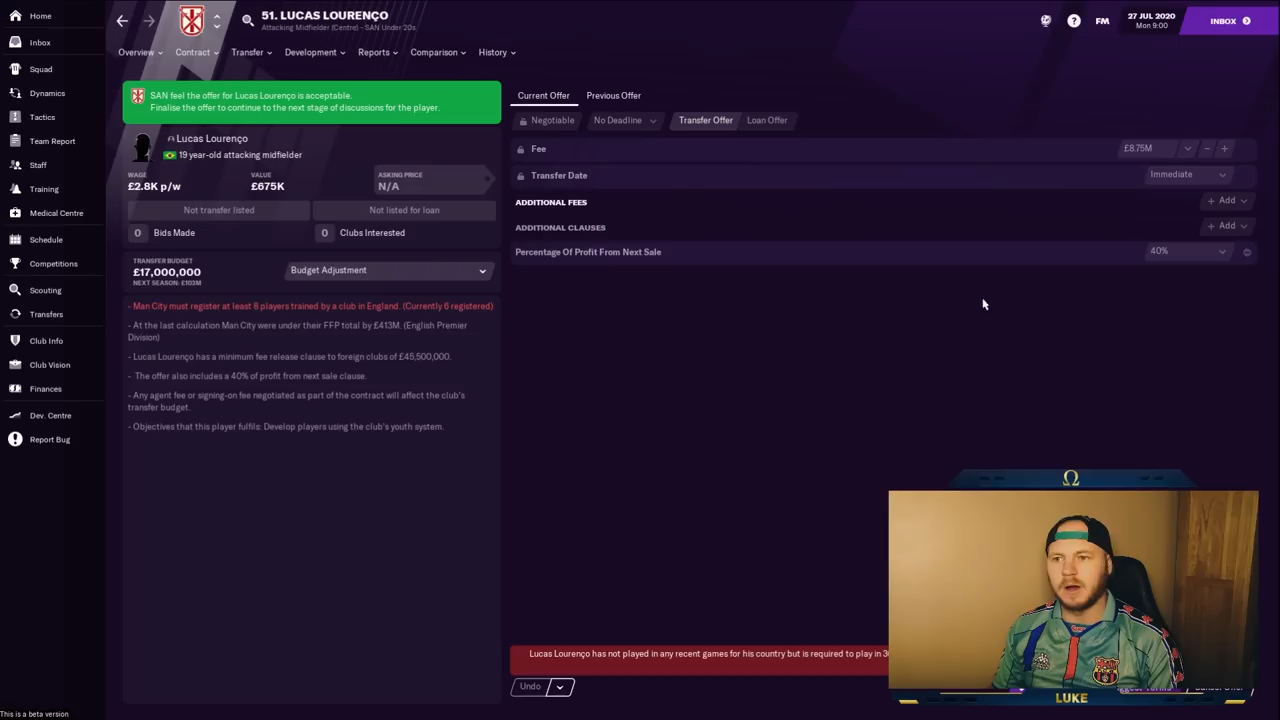 Home
Inbox
Squad
Dynamics
Tactics
Team Report
Staff
Training
Medical Centre
Schedule
Competitions
Scouting
Transfers
Club Info
Club Vision
Finances
Dev. Centre
Report Bug
This is a beta version
51. LUCAS LOURENÇO
Attacking Midfielder (Centre) - SAN Under 20s
FM
27 JUL 2020
Mon 9:00
INBOX
Overview
Contract
Transfer
Development
Reports
Comparison
History
SAN feel the offer for Lucas Lourenço is acceptable.
Finalise the offer to continue to the next stage of discussions for the player.
Lucas Lourenço
19 year-old attacking midfielder
WAGE
£2.8K p/w
VALUE
£675K
ASKING PRICE
N/A
Not transfer listed
Not listed for loan
0 Bids Made
0 Clubs Interested
TRANSFER BUDGET
£17,000,000
NEXT SEASON: £103M
Budget Adjustment
- Man City must register at least 8 players trained by a club in England. (Currently 6 registered)
- At the last calculation Man City were under their FFP total by £413M. (English Premier
Division)
- Lucas Lourenço has a minimum fee release clause to foreign clubs of £45,500,000.
- The offer also includes a 40% of profit from next sale clause.
- Any agent fee or signing-on fee negotiated as part of the contract will affect the club's
transfer budget.
- Objectives that this player fulfils: Develop players using the club's youth system.
Current Offer
Previous Offer
Negotiable
No Deadline
Transfer Offer
Loan Offer
Fee
£8.75M
Transfer Date
Immediate
ADDITIONAL FEES
+ Add
ADDITIONAL CLAUSES
+ Add
Percentage Of Profit From Next Sale
40%
Lucas Lourenço has not played in any recent games for his country but is required to play in
Undo
Ω
LUKE